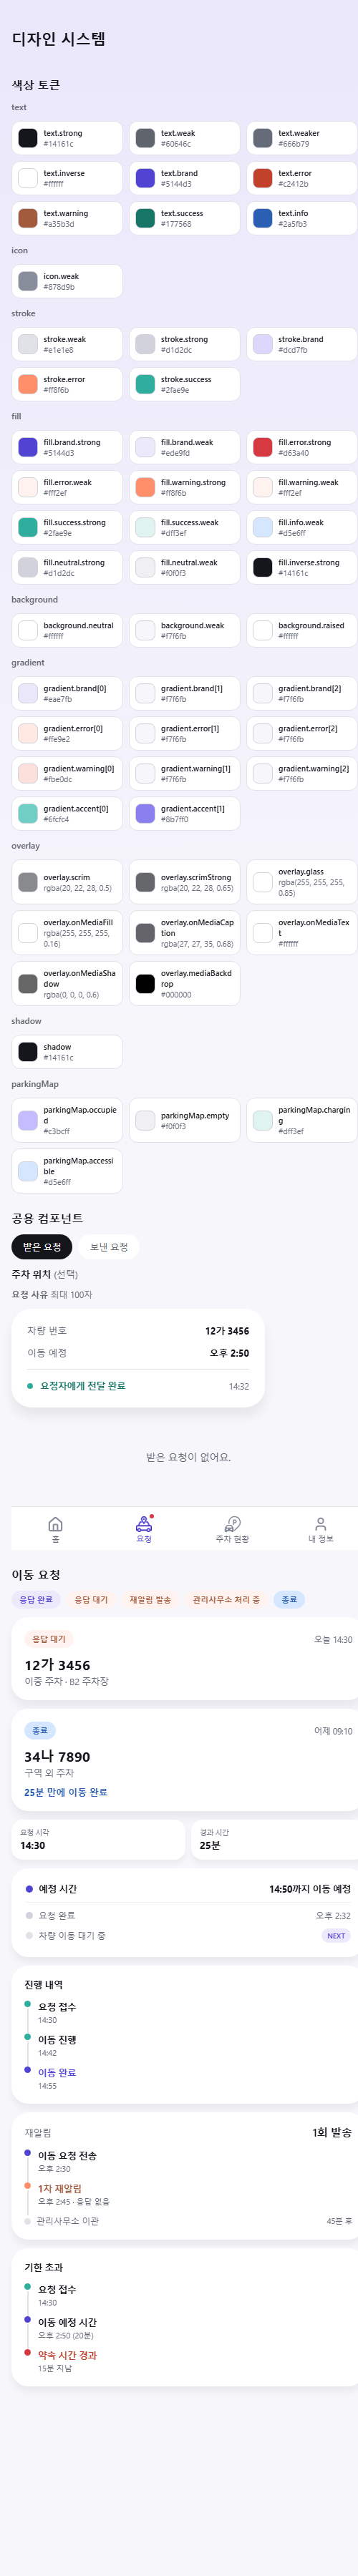 디자인 시스템
색상 토큰
text
text.strong
#14161c
text.weak
#60646c
text.weaker
#666b79
text.inverse
#ffffff
text.brand
#5144d3
text.error
#c2412b
text.warning
#a35b3d
text.success
#177568
text.info
#2a5fb3
icon
icon.weak
#878d9b
stroke
stroke.weak
#e1e1e8
stroke.strong
#d1d2dc
stroke.brand
#dcd7fb
stroke.error
#ff8f6b
stroke.success
#2fae9e
fill
fill.brand.strong
#5144d3
fill.brand.weak
#ede9fd
fill.error.strong
#d63a40
fill.error.weak
#fff2ef
fill.warning.strong
#ff8f6b
fill.warning.weak
#fff2ef
fill.success.strong
#2fae9e
fill.success.weak
#dff3ef
fill.info.weak
#d5e6ff
fill.neutral.strong
#d1d2dc
fill.neutral.weak
#f0f0f3
fill.inverse.strong
#14161c
background
background.neutral
#ffffff
background.weak
#f7f6fb
background.raised
#ffffff
gradient
gradient.brand[0]
#eae7fb
gradient.brand[1]
#f7f6fb
gradient.brand[2]
#f7f6fb
gradient.error[0]
#ffe9e2
gradient.error[1]
#f7f6fb
gradient.error[2]
#f7f6fb
gradient.warning[0]
#fbe0dc
gradient.warning[1]
#f7f6fb
gradient.warning[2]
#f7f6fb
gradient.accent[0]
#6fcfc4
gradient.accent[1]
#8b7ff0
overlay
overlay.scrim
rgba(20, 22, 28, 0.5)
overlay.scrimStrong
rgba(20, 22, 28, 0.65)
overlay.glass
rgba(255, 255, 255,
0.85)
overlay.onMediaFill
rgba(255, 255, 255,
0.16)
overlay.onMediaCap
tion
rgba(27, 27, 35, 0.68)
overlay.onMediaTex
t
#ffffff
overlay.onMediaSha
dow
rgba(0, 0, 0, 0.6)
overlay.mediaBackd
rop
#000000
shadow
shadow
#14161c
parkingMap
parkingMap.occupie
d
#c3bcff
parkingMap.empty
#f0f0f3
parkingMap.chargin
g
#dff3ef
parkingMap.accessi
ble
#d5e6ff
공용 컴포넌트
받은 요청
보낸 요청
주차 위치 (선택)
요청 사유 최대 100자
차량 번호
12가 3456
이동 예정
오후 2:50
요청자에게 전달 완료
14:32
받은 요청이 없어요.
홈
요청
P
주차 현황
내 정보
이동 요청
응답 완료
응답 대기
재알림 발송
관리사무소 처리 중
종료
응답 대기
오늘 14:30
12가 3456
이중 주차 · B2 주차장
종료
어제 09:10
34나 7890
구역 외 주차
25분 만에 이동 완료
요청 시각
14:30
경과 시간
25분
예정 시간
14:50까지 이동 예정
요청 완료
오후 2:32
차량 이동 대기 중
NEXT
진행 내역
요청 접수
14:30
이동 진행
14:42
이동 완료
14:55
재알림
1회 발송
이동 요청 전송
오후 2:30
1차 재알림
오후 2:45 · 응답 없음
관리사무소 이관
45분 후
기한 초과
요청 접수
14:30
이동 예정 시간
오후 2:50 (20분)
약속 시간 경과
15분 지남